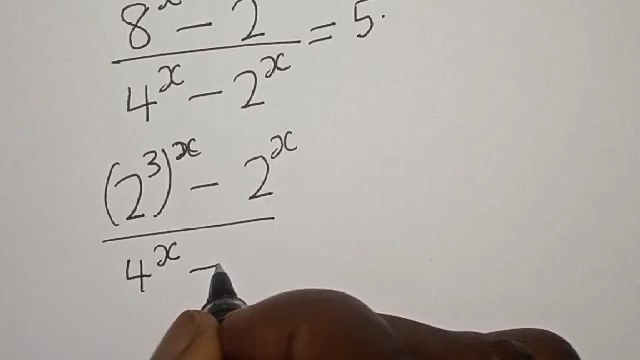 8^x - 2
───── = 5.
4^x - 2^x
(2^3)^x - 2^x
─────
4^x -